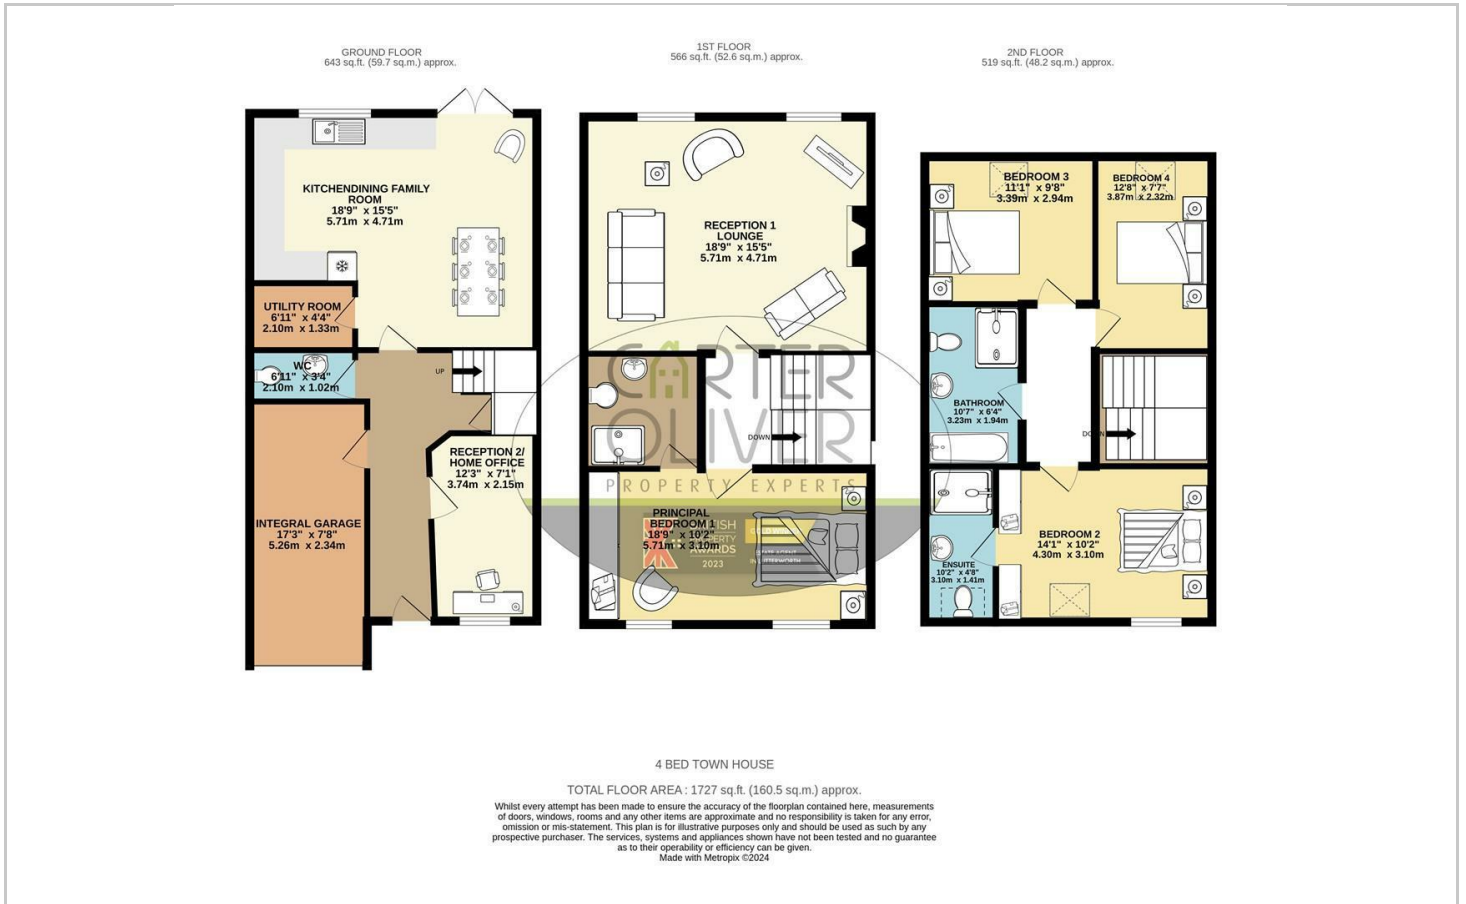 GROUND FLOOR
643 sq.ft. (59.7 sq.m.) approx.
KITCHENDINING FAMILY
ROOM
18'9" x 15'5"
5.71m x 4.71m
UTILITY ROOM
6'11" x 4'4"
2.10m x 1.33m
WC
6'11" x 3'4"
2.10m x 1.02m
UP
RECEPTION 2/
HOME OFFICE
12'3" x 7'1"
3.74m x 2.15m
INTEGRAL GARAGE
17'3" x 7'8"
5.26m x 2.34m
1ST FLOOR
566 sq.ft. (52.6 sq.m.) approx.
RECEPTION 1
LOUNGE
18'9" x 15'5"
5.71m x 4.71m
DOWN
PRINCIPAL
BEDROOM 1
18'9" x 10'2"
5.71m x 3.10m
CARTER
OLIVER
PROPERTY EXPERTS
AWARDS
2023
2ND FLOOR
519 sq.ft. (48.2 sq.m.) approx.
BEDROOM 3
11'1" x 9'8"
3.39m x 2.94m
BEDROOM 4
12'8" x 7'7"
3.87m x 2.32m
BATHROOM
10'7" x 6'4"
3.23m x 1.94m
DOWN
ENSUITE
10'2" x 4'8"
3.10m x 1.41m
BEDROOM 2
14'1" x 10'2"
4.30m x 3.10m
4 BED TOWN HOUSE
TOTAL FLOOR AREA : 1727 sq.ft. (160.5 sq.m.) approx.
Whilst every attempt has been made to ensure the accuracy of the floorplan contained here, measurements
of doors, windows, rooms and any other items are approximate and no responsibility is taken for any error,
omission or mis-statement. This plan is for illustrative purposes only and should be used as such by any
prospective purchaser. The services, systems and appliances shown have not been tested and no guarantee
as to their operability or efficiency can be given.
Made with Metropix ©2024